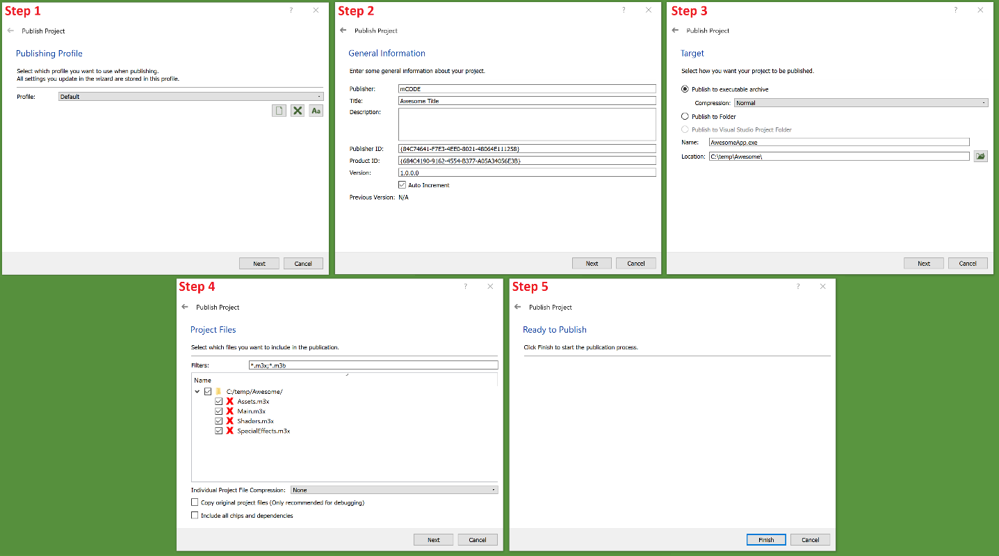 Step 1
?
Publish Project
Publishing Profile
Select which profile you want to use when publishing.
All settings you update in the wizard are stored in this profile.
Profile: Default
Aa
Next Cancel
Step 2
?
Publish Project
General Information
Enter some general information about your project.
Publisher: mCODE
Title: Awesome Title
Description:
Publisher ID: {84C74641-F7E3-4EE0-8021-48064E111258}
Product ID: {684C4190-9162-4554-B377-A05A34056E3B}
Version: 1.0.0.0
Auto Increment
Previous Version: N/A
Next Cancel
Step 3
?
Publish Project
Target
Select how you want your project to be published.
Publish to executable archive
Compression: Normal
Publish to Folder
Publish to Visual Studio Project Folder
Name: AwesomeApp.exe
Location: C:\temp\Awesome\
Next Cancel
Step 4
?
Publish Project
Project Files
Select which files you want to include in the publication.
Filters: *.m3x;*.m3b
Name
C:/temp/Awesome/
Assets.m3x
Main.m3x
Shaders.m3x
SpecialEffects.m3x
Individual Project File Compression: None
Copy original project files (Only recommended for debugging)
Include all chips and dependencies
Next Cancel
Step 5
?
Publish Project
Ready to Publish
Click Finish to start the publication process.
Finish Cancel